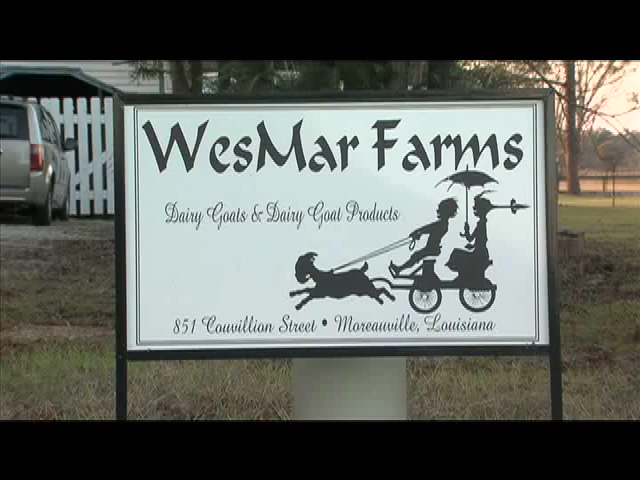 WesMar Farms
Dairy Goats & Dairy Goat Products
851 Couvillion Street • Moreauville, Louisiana